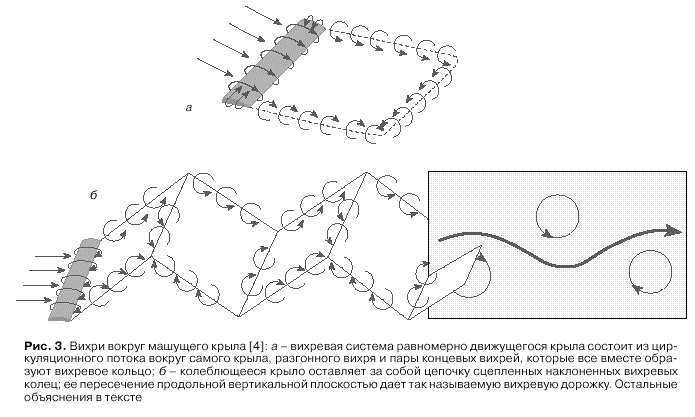 а
б
Рис. 3. Вихри вокруг машущего крыла [4]: а – вихревая система равномерно движущегося крыла состоит из цир-
куляционного потока вокруг самого крыла, разгонного вихря и пары концевых вихрей, которые все вместе обра-
зуют вихревое кольцо; б – колеблющееся крыло оставляет за собой цепочку сцепленных наклоненных вихревых
колец; ее пересечение продольной вертикальной плоскостью дает так называемую вихревую дорожку. Остальные
объяснения в тексте